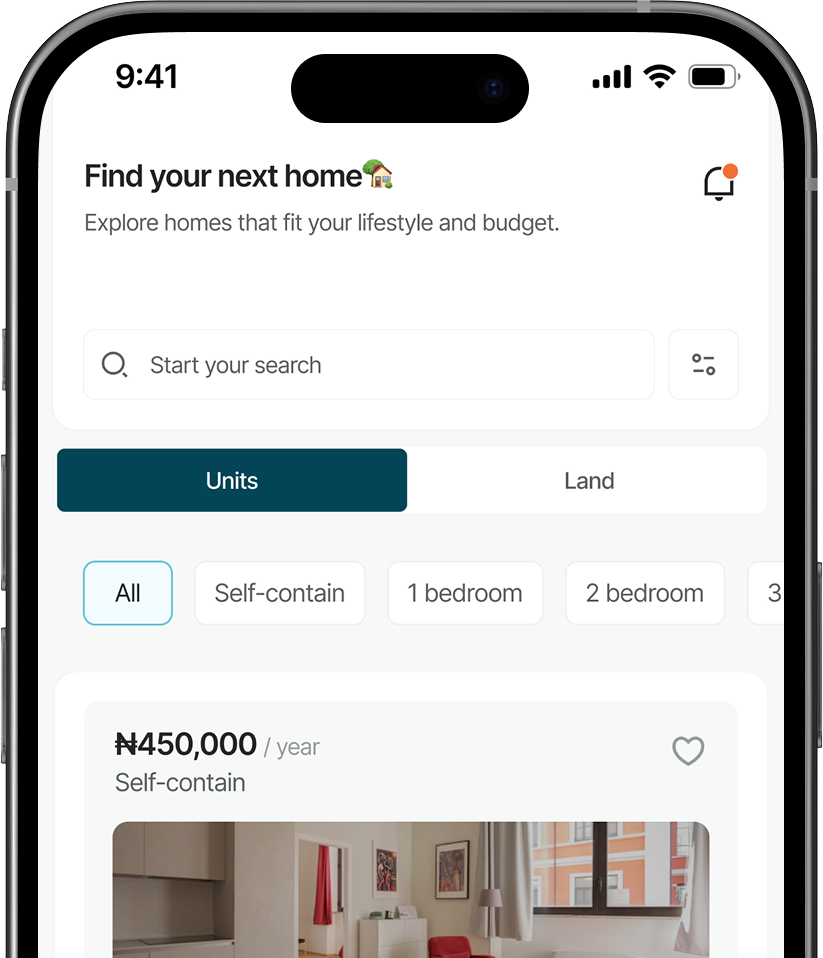 9:41
Find your next home🏡
Explore homes that fit your lifestyle and budget.
Start your search
Units Land
All Self-contain 1 bedroom 2 bedroom 3
₦450,000 / year
Self-contain